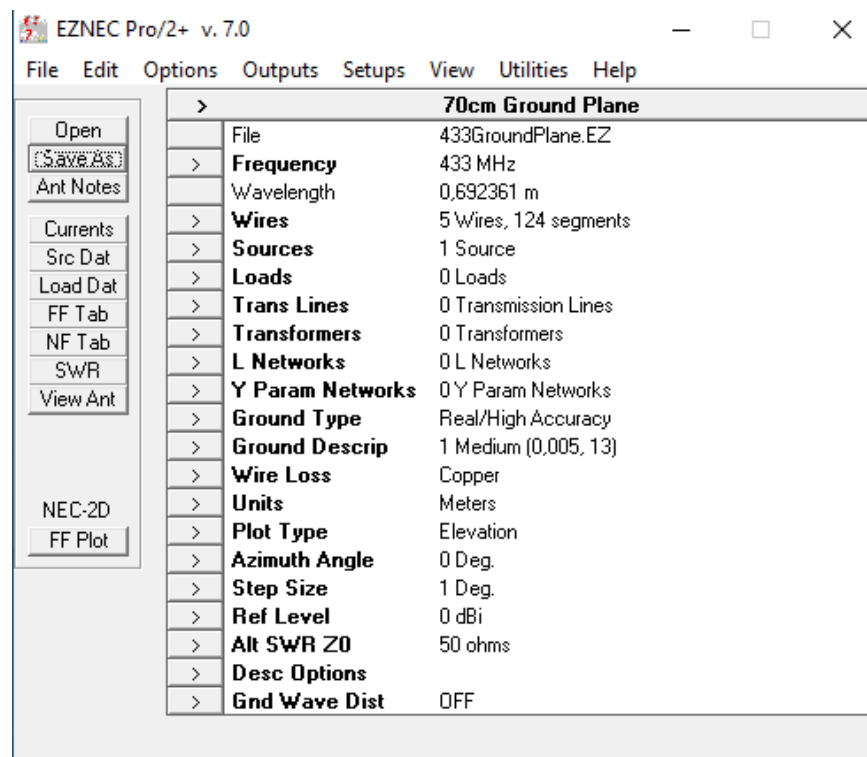 EZNEC Pro/2+ v. 7.0
File Edit Options Outputs Setups View Utilities Help
Open
Save As
Ant Notes
Currents
Src Dat
Load Dat
FF Tab
NF Tab
SWR
View Ant
NEC-2D
FF Plot
> 70cm Ground Plane
File 433GroundPlane.EZ
> Frequency 433 MHz
Wavelength 0,692361 m
> Wires 5 Wires, 124 segments
> Sources 1 Source
> Loads 0 Loads
> Trans Lines 0 Transmission Lines
> Transformers 0 Transformers
> L Networks 0 L Networks
> Y Param Networks 0 Y Param Networks
> Ground Type Real/High Accuracy
> Ground Descrip 1 Medium (0,005, 13)
> Wire Loss Copper
> Units Meters
> Plot Type Elevation
> Azimuth Angle 0 Deg.
> Step Size 1 Deg.
> Ref Level 0 dBi
> Alt SWR Z0 50 ohms
> Desc Options
> Gnd Wave Dist OFF